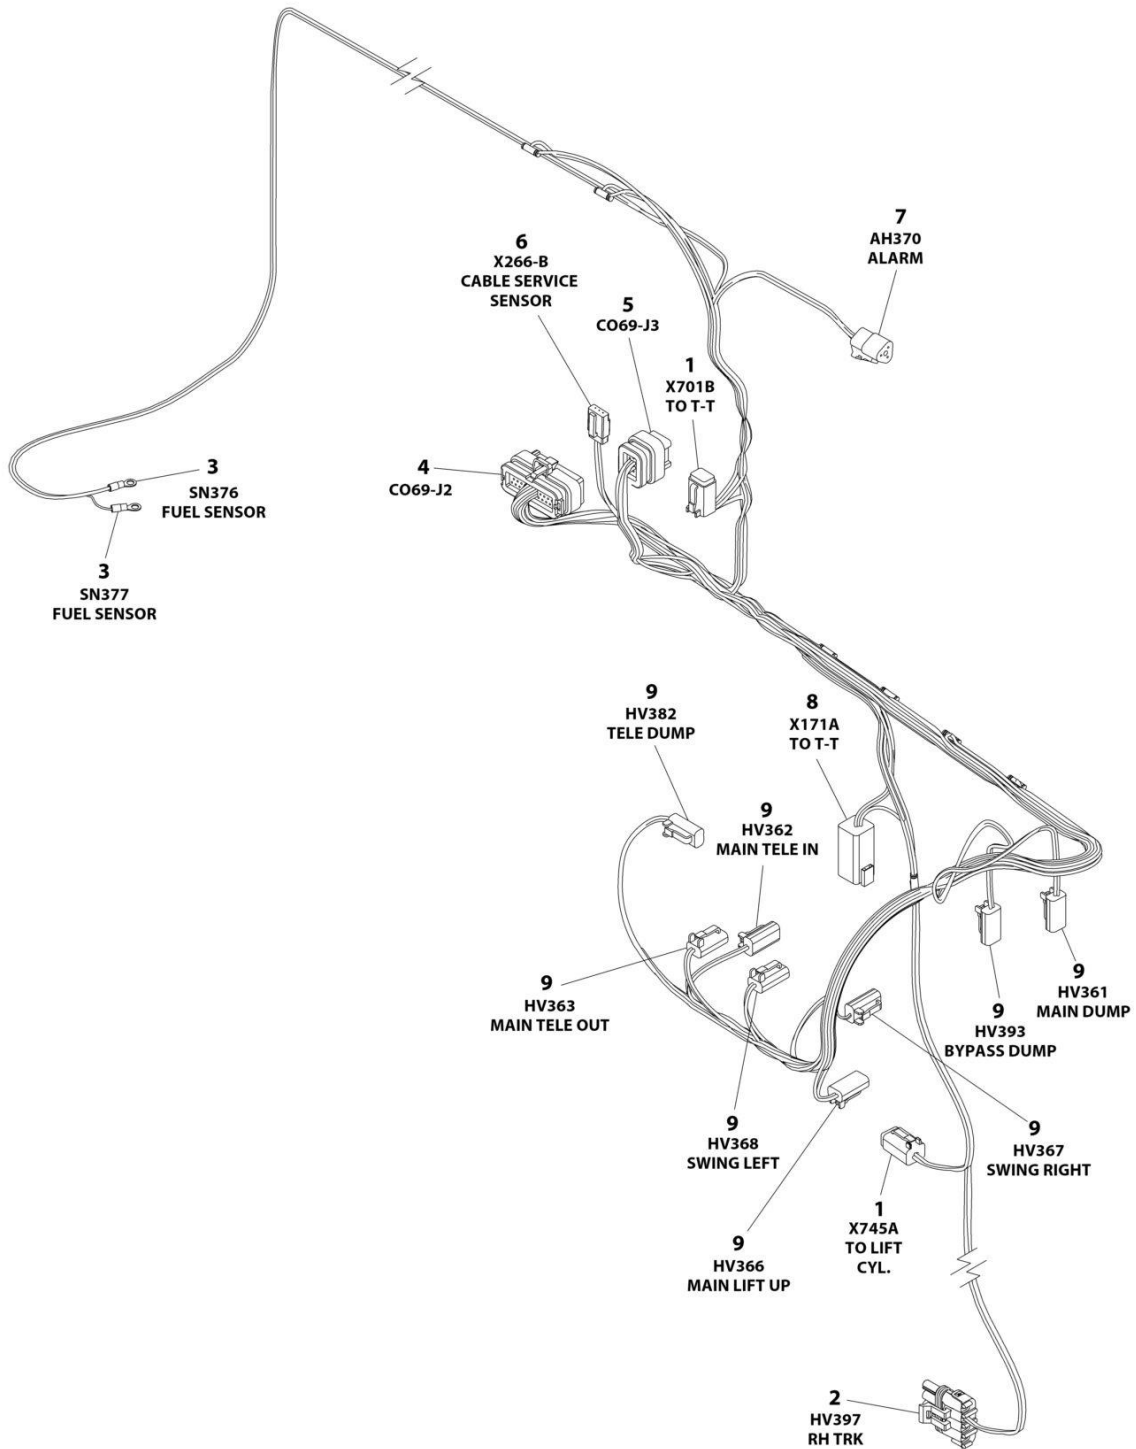 7
AH370
ALARM
6
X266-B
CABLE SERVICE
SENSOR
5
CO69-J3
1
X701B
TO T-T
4
CO69-J2
3
SN376
FUEL SENSOR
3
SN377
FUEL SENSOR
9
HV382
TELE DUMP
8
X171A
TO T-T
9
HV362
MAIN TELE IN
9
HV363
MAIN TELE OUT
9
HV361
MAIN DUMP
9
HV393
BYPASS DUMP
9
HV368
SWING LEFT
9
HV367
SWING RIGHT
1
X745A
TO LIFT
CYL.
9
HV366
MAIN LIFT UP
2
HV397
RH TRK